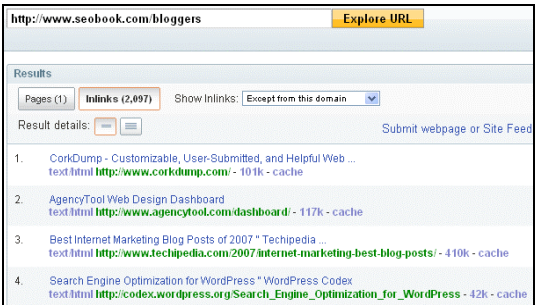 http://www.seobook.com/bloggers Explore URL
Results
Pages (1) Inlinks (2,097) Show Inlinks: Except from this domain
Result details: Submit webpage or Site Feed
1. CorkDump - Customizable, User-Submitted, and Helpful Web ...
text/html http://www.corkdump.com/ - 101k - cache
2. AgencyTool Web Design Dashboard
text/html http://www.agencytool.com/dashboard/ - 117k - cache
3. Best Internet Marketing Blog Posts of 2007 " Techipedia ...
text/html http://www.techipedia.com/2007/internet-marketing-best-blog-posts/ - 410k - cache
4. Search Engine Optimization for WordPress " WordPress Codex
text/html http://codex.wordpress.org/Search_Engine_Optimization_for_WordPress - 42k - cache